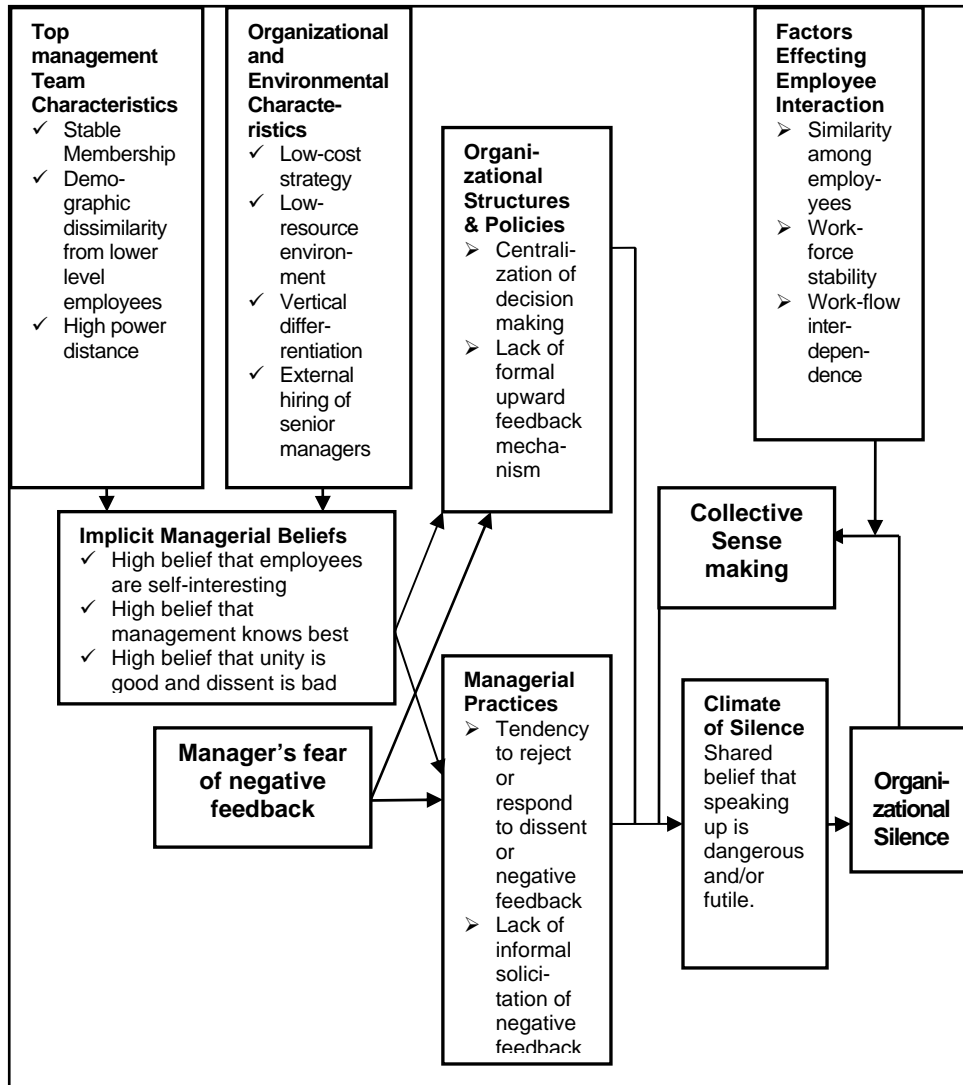 Top
management
Team
Characteristics
✓ Stable
Membership
✓ Demo-
graphic
dissimilarity
from lower
level
employees
✓ High power
distance
Organizational
and
Environmental
Characte-
ristics
✓ Low-cost
strategy
✓ Low-
resource
environ-
ment
✓ Vertical
differ-
rentiation
✓ External
hiring of
senior
managers
Organi-
zational
Structures
& Policies
➢ Centrali-
zation of
decision
making
➢ Lack of
formal
upward
feedback
mecha-
nism
Factors
Effecting
Employee
Interaction
➢ Similarity
among
employ-
yees
➢ Work-
force
stability
➢ Work-flow
inter-
depen-
dence
Implicit Managerial Beliefs
✓ High belief that employees
are self-interesting
✓ High belief that
management knows best
✓ High belief that unity is
good and dissent is bad
Collective
Sense
making
Manager’s fear
of negative
feedback
Managerial
Practices
➢ Tendency
to reject
or
respond
to dissent
or
negative
feedback
➢ Lack of
informal
solici-
tation of
negative
feedback
Climate
of Silence
Shared
belief that
speaking
up is
dangerous
and/or
futile.
Organi-
zational
Silence